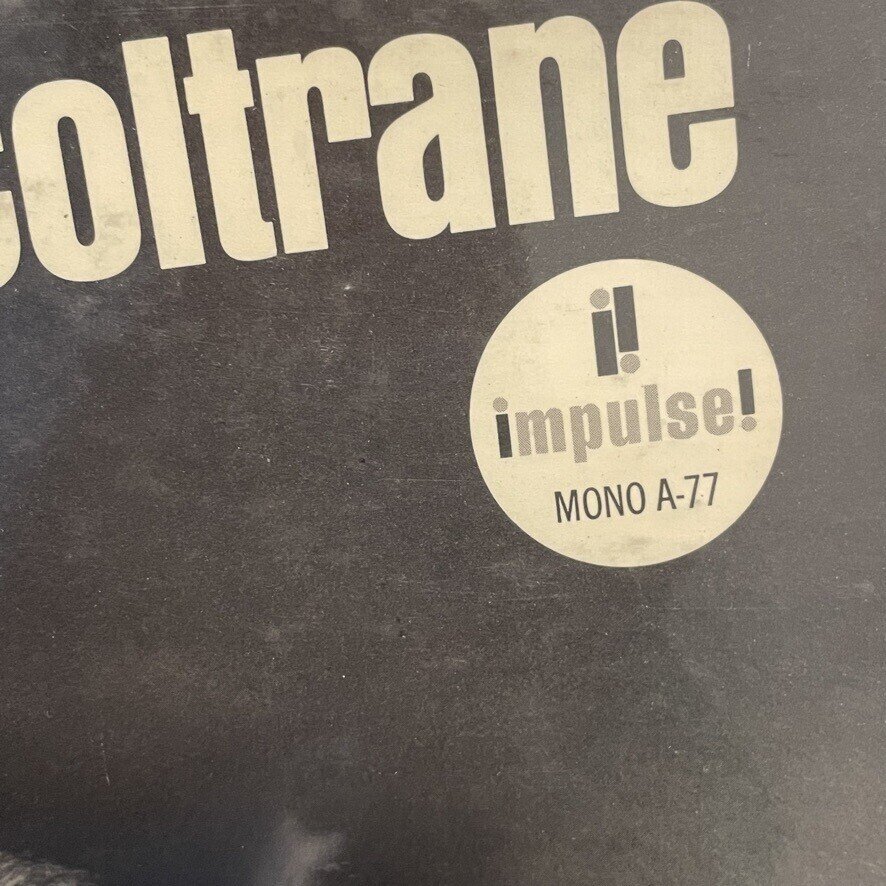 coltrane
i!
impulse!
MONO A-77